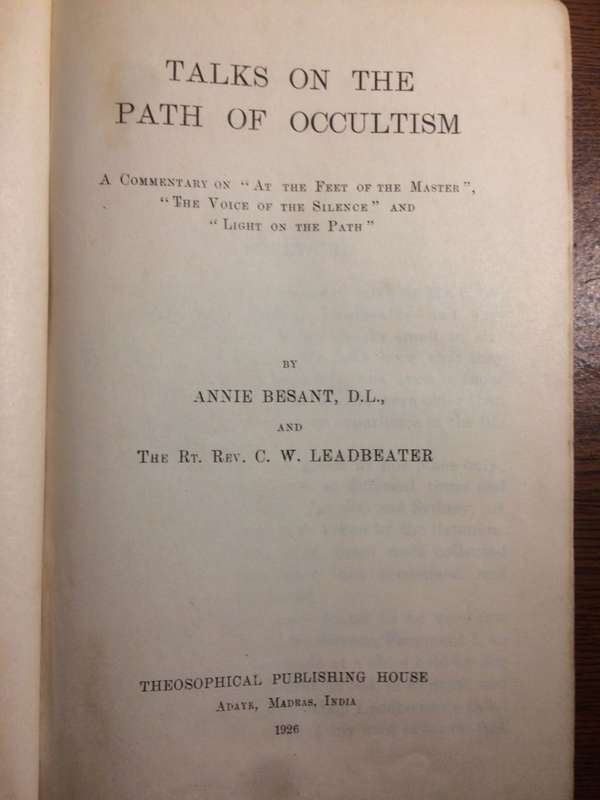 TALKS ON THE
PATH OF OCCULTISM
A COMMENTARY ON "AT THE FEET OF THE MASTER",
"THE VOICE OF THE SILENCE" AND
"LIGHT ON THE PATH"
BY
ANNIE BESANT, D.L.,
AND
THE RT. REV. C. W. LEADBEATER
THEOSOPHICAL PUBLISHING HOUSE
ADAYR, MADRAS, INDIA
1926